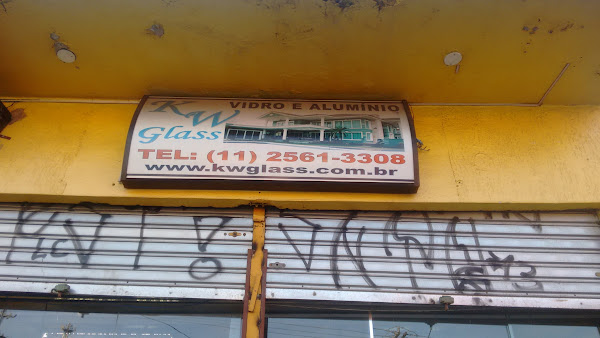 KW Glass
VIDRO E ALUMÍNIO
TEL: (11) 2561-3308
www.kwglass.com.br